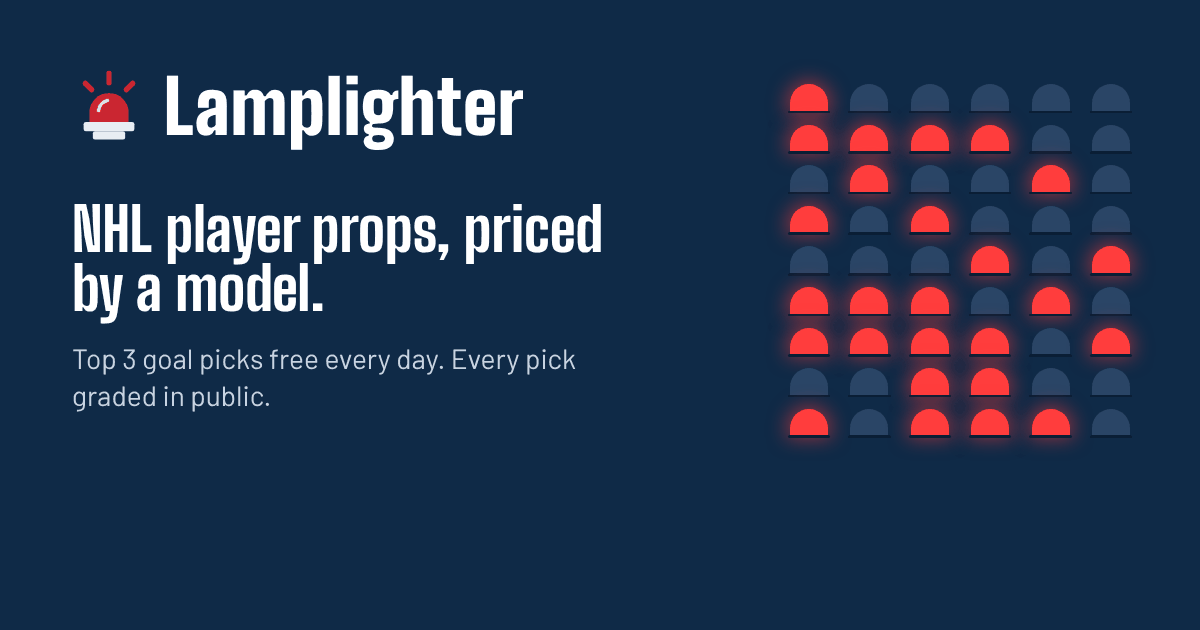 Lamplighter
NHL player props, priced
by a model.
Top 3 goal picks free every day. Every pick
graded in public.